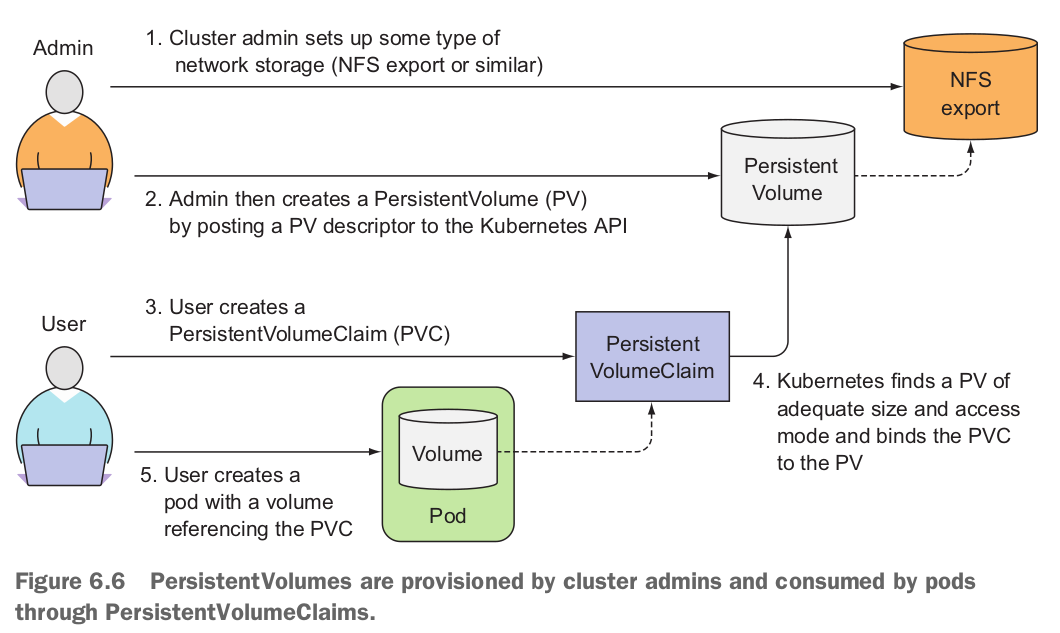 Admin
1. Cluster admin sets up some type of
network storage (NFS export or similar)
NFS
export
Persistent
Volume
2. Admin then creates a PersistentVolume (PV)
by posting a PV descriptor to the Kubernetes API
3. User creates a
PersistentVolumeClaim (PVC)
User
Persistent
VolumeClaim
4. Kubernetes finds a PV of
adequate size and access
mode and binds the PVC
to the PV
Volume
Pod
5. User creates a
pod with a volume
referencing the PVC
Figure 6.6 PersistentVolumes are provisioned by cluster admins and consumed by pods
through PersistentVolumeClaims.